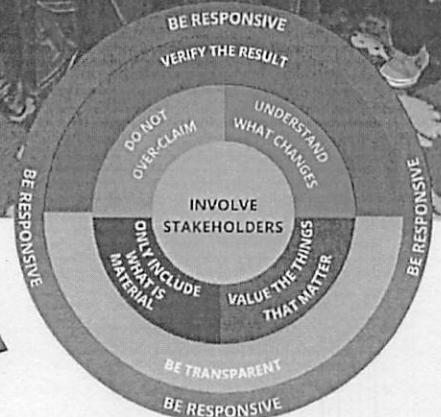 BE RESPONSIVE
VERIFY THE RESULT
DO NOT
OVER-CLAIM
UNDERSTAND
WHAT CHANGES
BE RESPONSIVE
BE RESPONSIVE
INVOLVE
STAKEHOLDERS
ONLY INCLUDE
WHAT IS
MATERIAL
VALUE THE THINGS
THAT MATTER
BE TRANSPARENT
BE RESPONSIVE